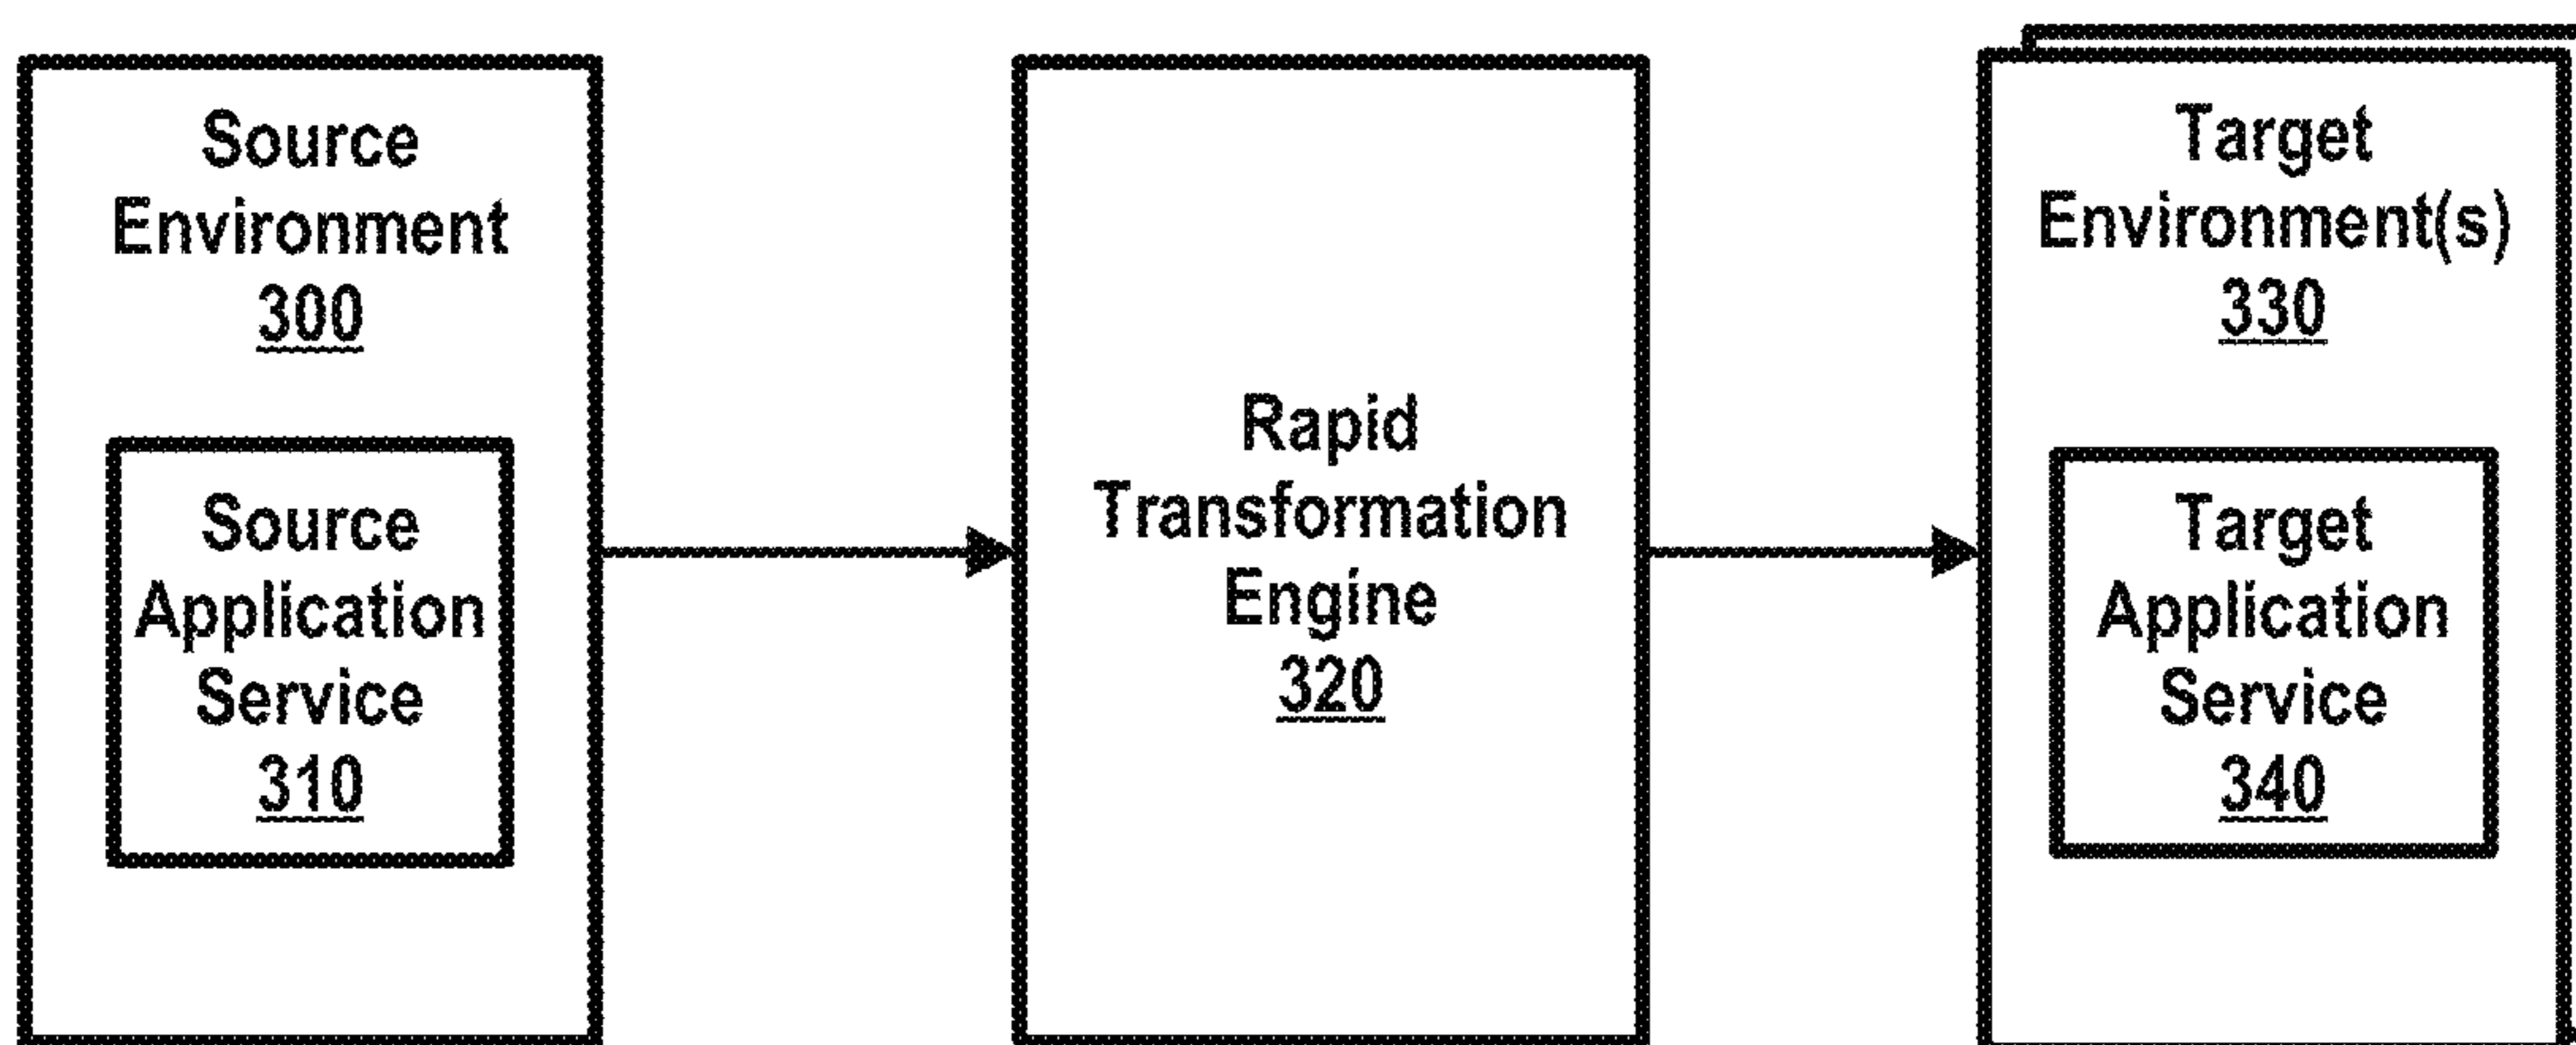 Source
Environment
300
Source
Application
Service
310
Rapid
Transformation
Engine
320
Target
Environment(s)
330
Target
Application
Service
340